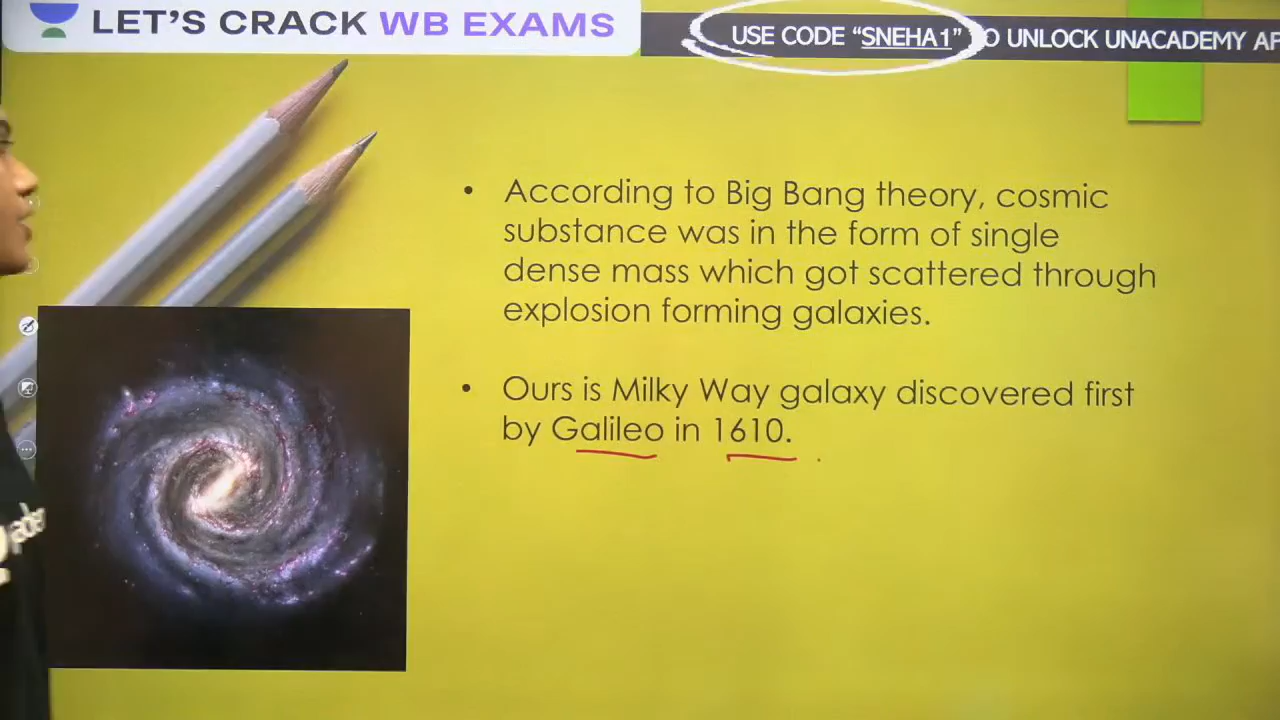 LET'S CRACK WB EXAMS
USE CODE “SNEHA1” TO UNLOCK UNACADEMY
• According to Big Bang theory, cosmic
substance was in the form of single
dense mass which got scattered through
explosion forming galaxies.
• Ours is Milky Way galaxy discovered first
by Galileo in 1610.